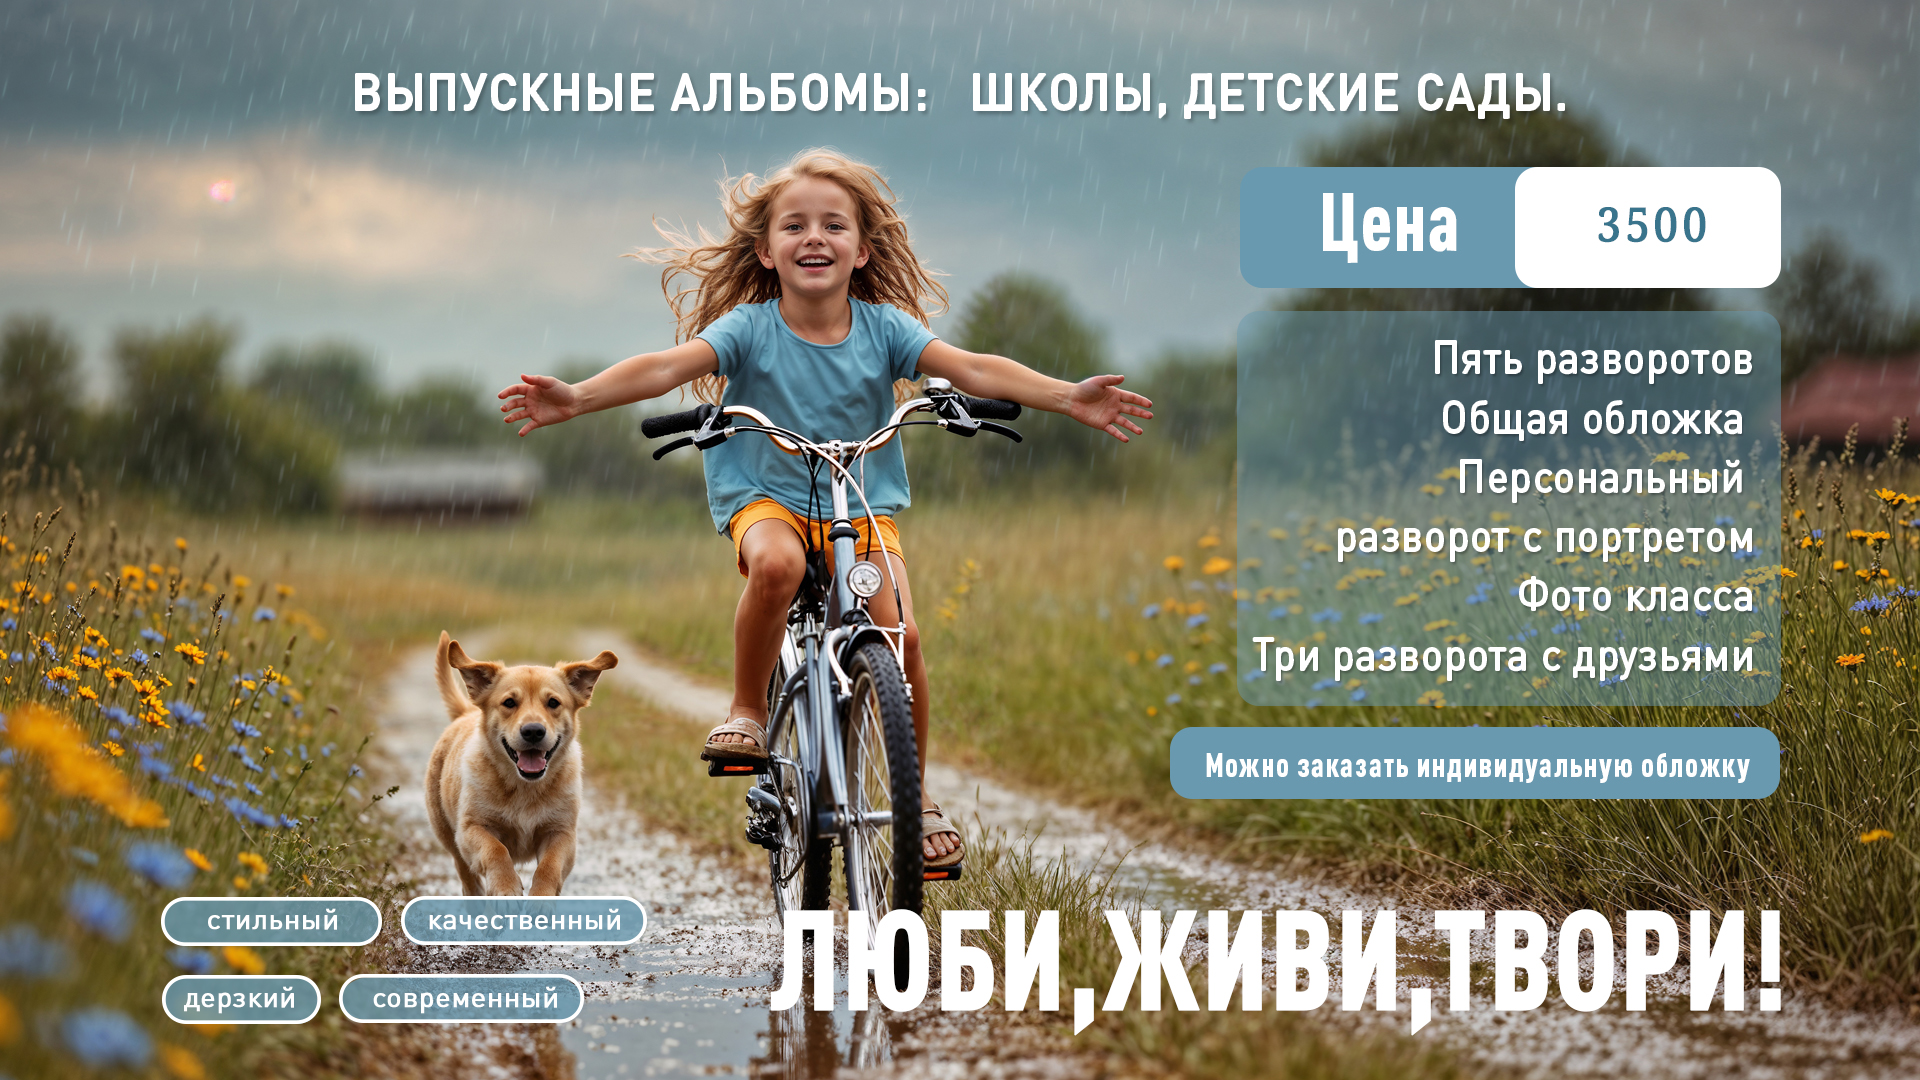 ВЫПУСКНЫЕ АЛЬБОМЫ: ШКОЛЫ, ДЕТСКИЕ САДЫ.
Цена 3500
Пять разворотов
Общая обложка
Персональный
разворот с портретом
Фото класса
Три разворота с друзьями
Можно заказать индивидуальную обложку
стильный качественный
дерзкий современный
ЛЮБИ,ЖИВИ,ТВОРИ!